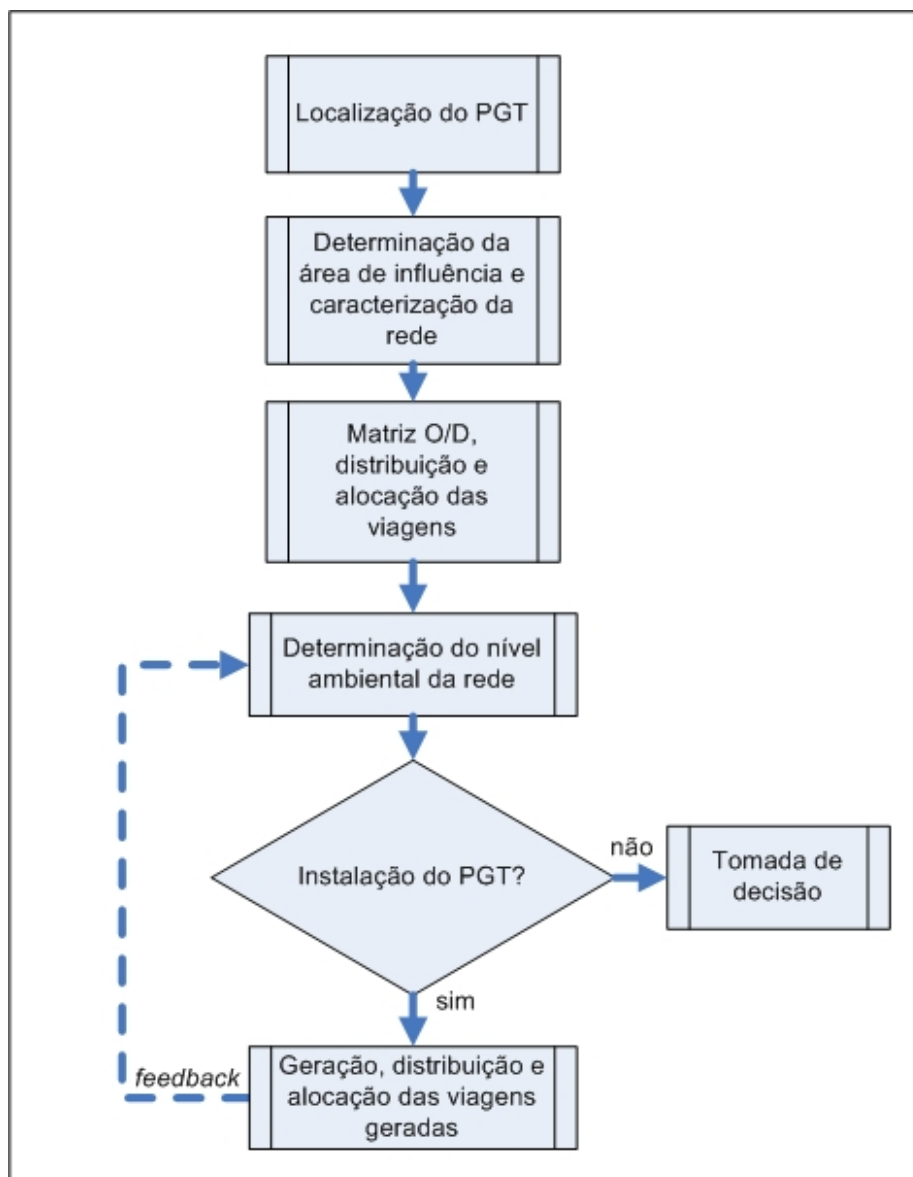 Localização do PGT
Determinação da
área de influência e
caracterização da
rede
Matriz O/D,
distribuição e
alocação das
viagens
Determinação do nível
ambiental da rede
Instalação do PGT?
não
Tomada de
decisão
sim
Geração, distribuição e
alocação das viagens
geradas
feedback